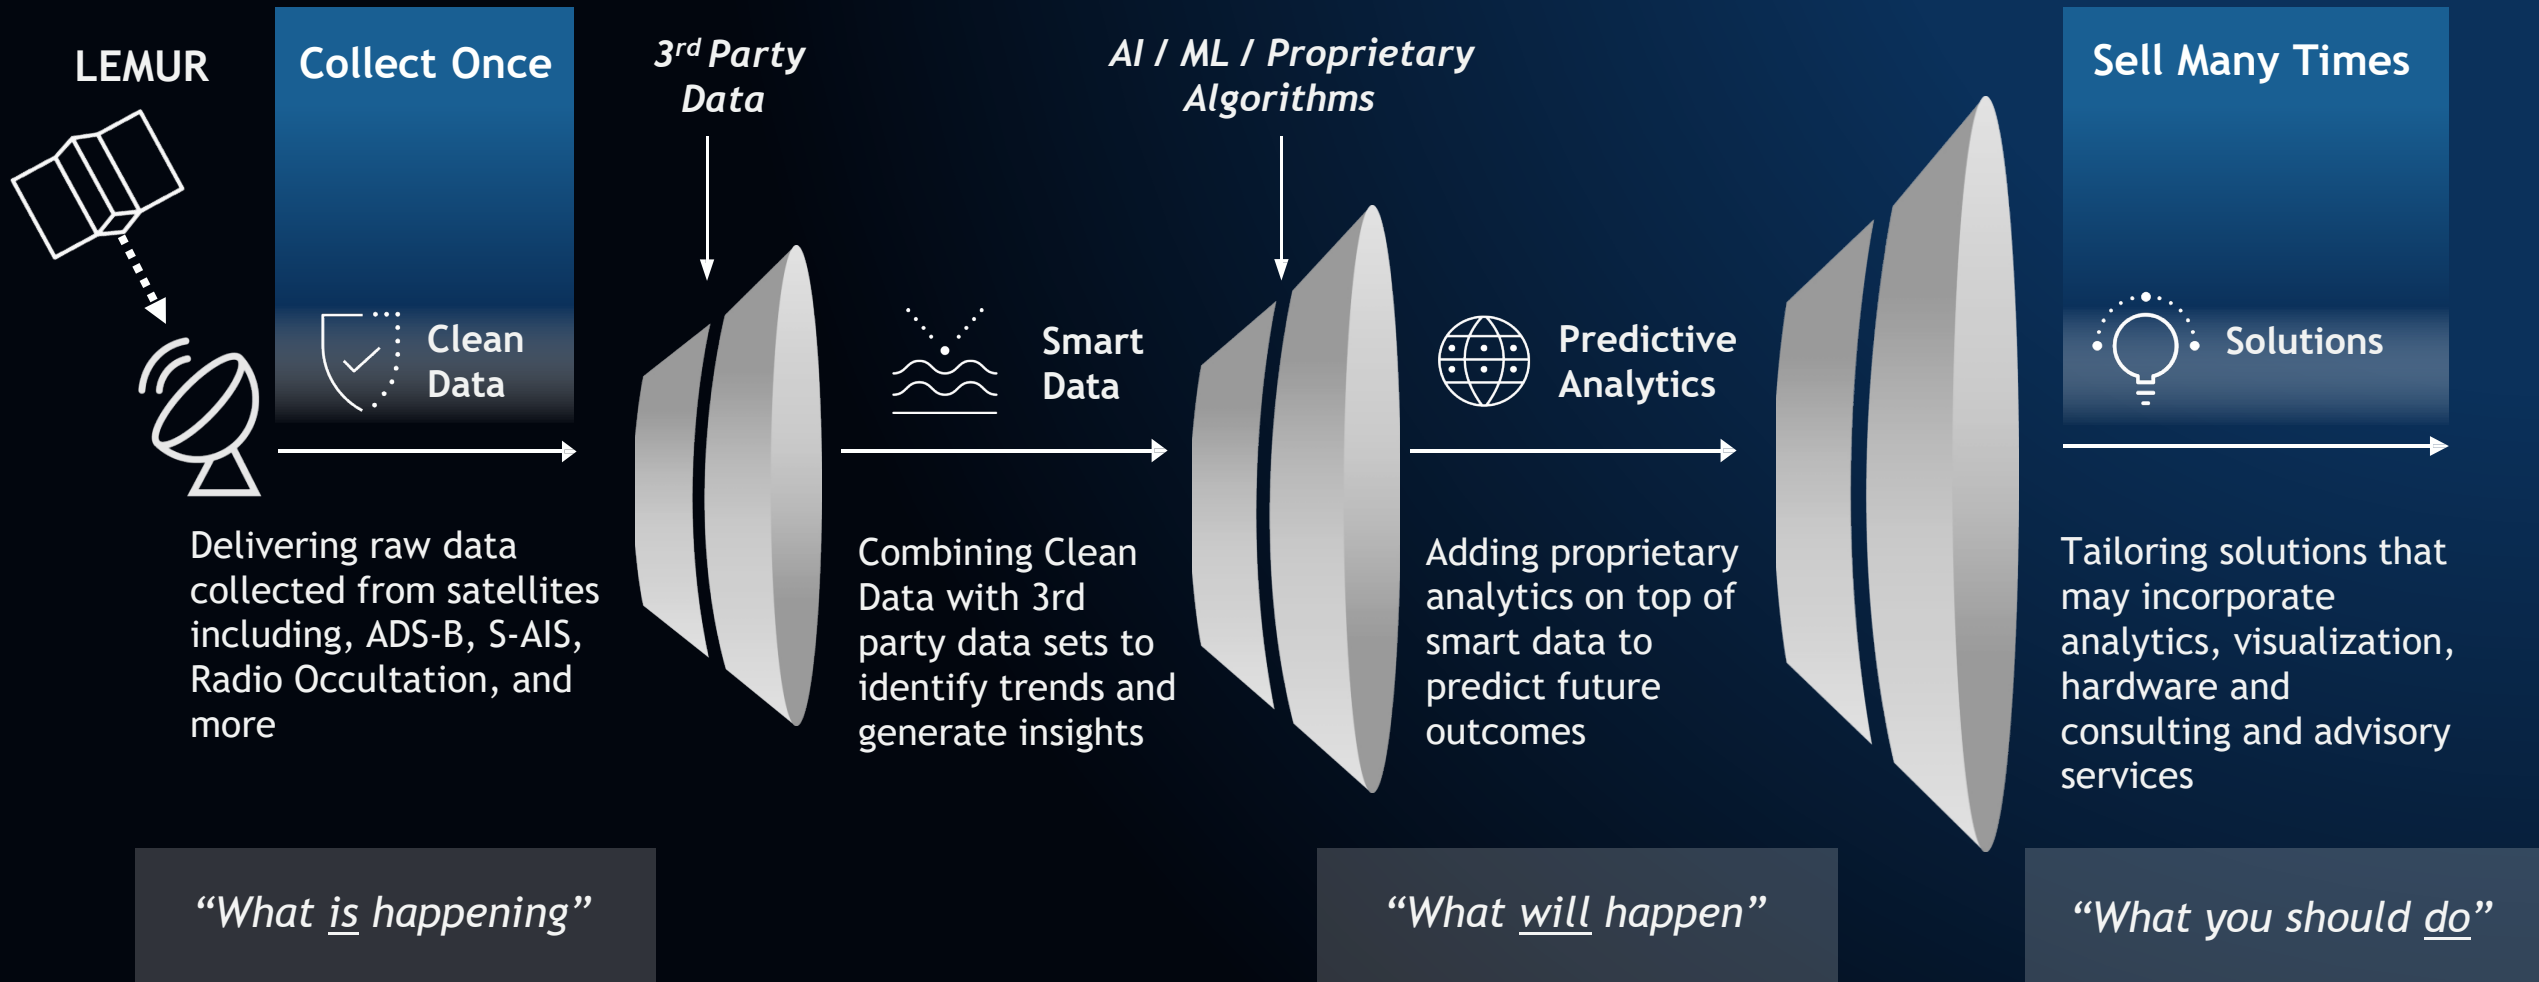 LEMUR
Collect Once
3rd Party
Data
AI / ML / Proprietary
Algorithms
Sell Many Times
Clean
Data
Smart
Data
Predictive
Analytics
Solutions
Delivering raw data
collected from satellites
including, ADS-B, S-AIS,
Radio Occultation, and
more
Combining Clean
Data with 3rd
party data sets to
identify trends and
generate insights
Adding proprietary
analytics on top of
smart data to
predict future
outcomes
Tailoring solutions that
may incorporate
analytics, visualization,
hardware and
consulting and advisory
services
“What is happening”
“What will happen”
“What you should do”